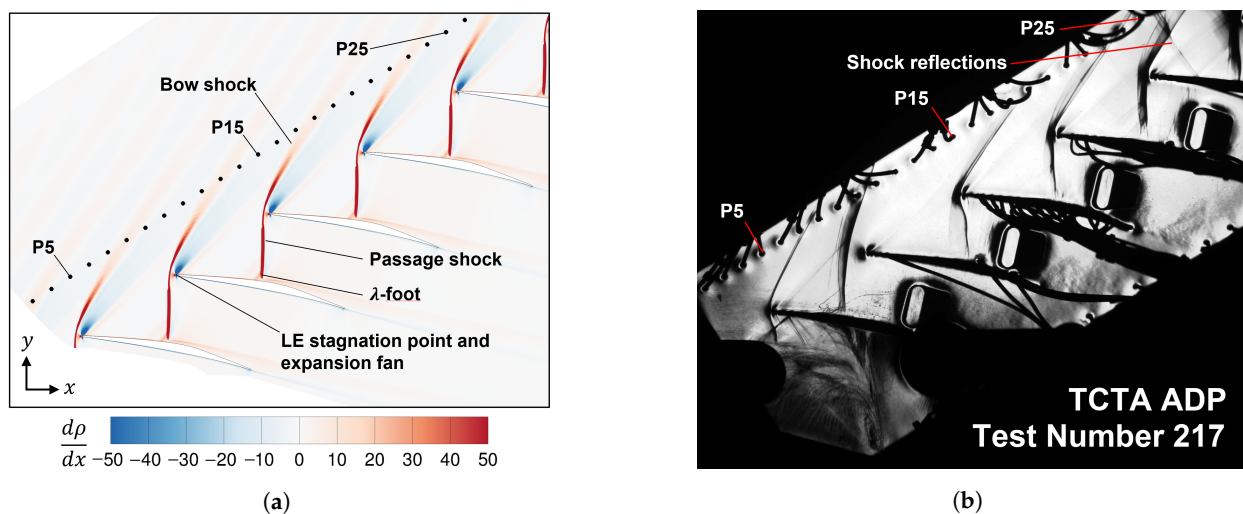 P25
Bow shock
P15
P5
Passage shock
λ-foot
LE stagnation point and
expansion fan
y
x
dρ
dx
−50 −40 −30 −20 −10 0 10 20 30 40 50
(a)
P25
Shock reflections
P15
P5
TCTA ADP
Test Number 217
(b)